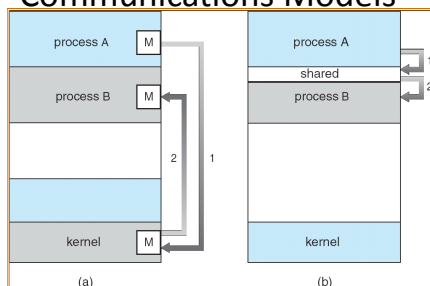 Communications Models
process A
M
process B
M
2
1
kernel
M
(a)
process A
1
shared
2
process B
kernel
(b)